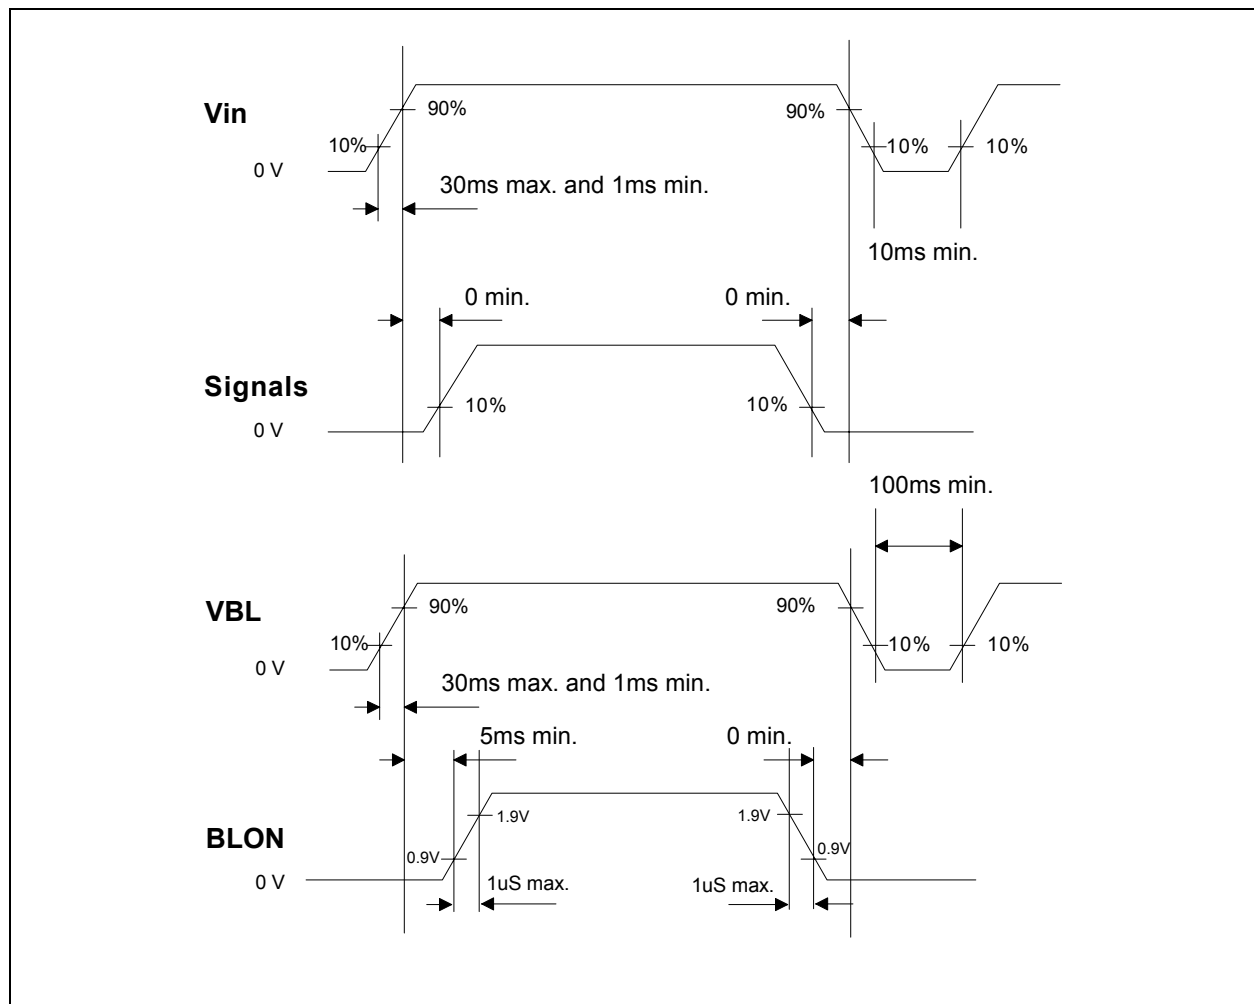 Vin
90%
90%
10%
10%
10%
0 V
30ms max. and 1ms min.
10ms min.
0 min.
0 min.
Signals
10%
10%
0 V
100ms min.
VBL
90%
90%
10%
10%
10%
0 V
30ms max. and 1ms min.
5ms min.
0 min.
BLON
1.9V
1.9V
0.9V
0.9V
0 V
1uS max.
1uS max.